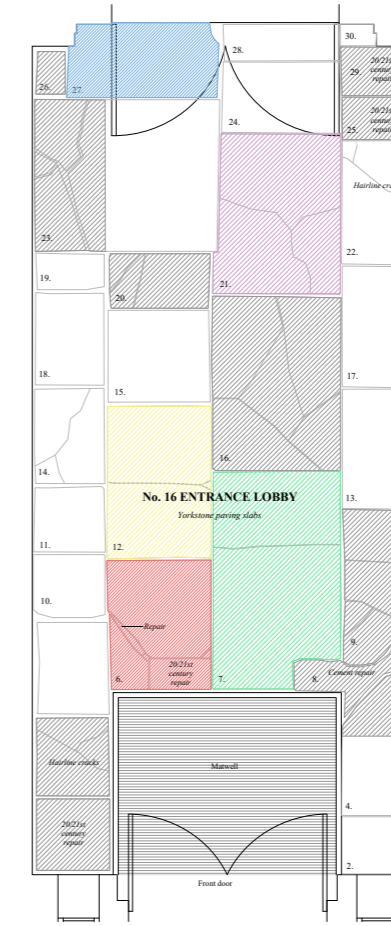 30.
28.
29.
20/21st
century
repair
26.
27.
24.
25.
20/21st
century
repair
Hairline
23.
22.
19.
20.
21.
18.
17.
15.
16.
14.
No. 16 ENTRANCE LOBBY
13.
Yorkstone paving slabs
11.
12.
10.
Repair
9.
20/21st
century
repair
6.
7.
8.
Cement repair
Hairline cracks
Matwell
4.
20/21st
century
repair
2.
Front door